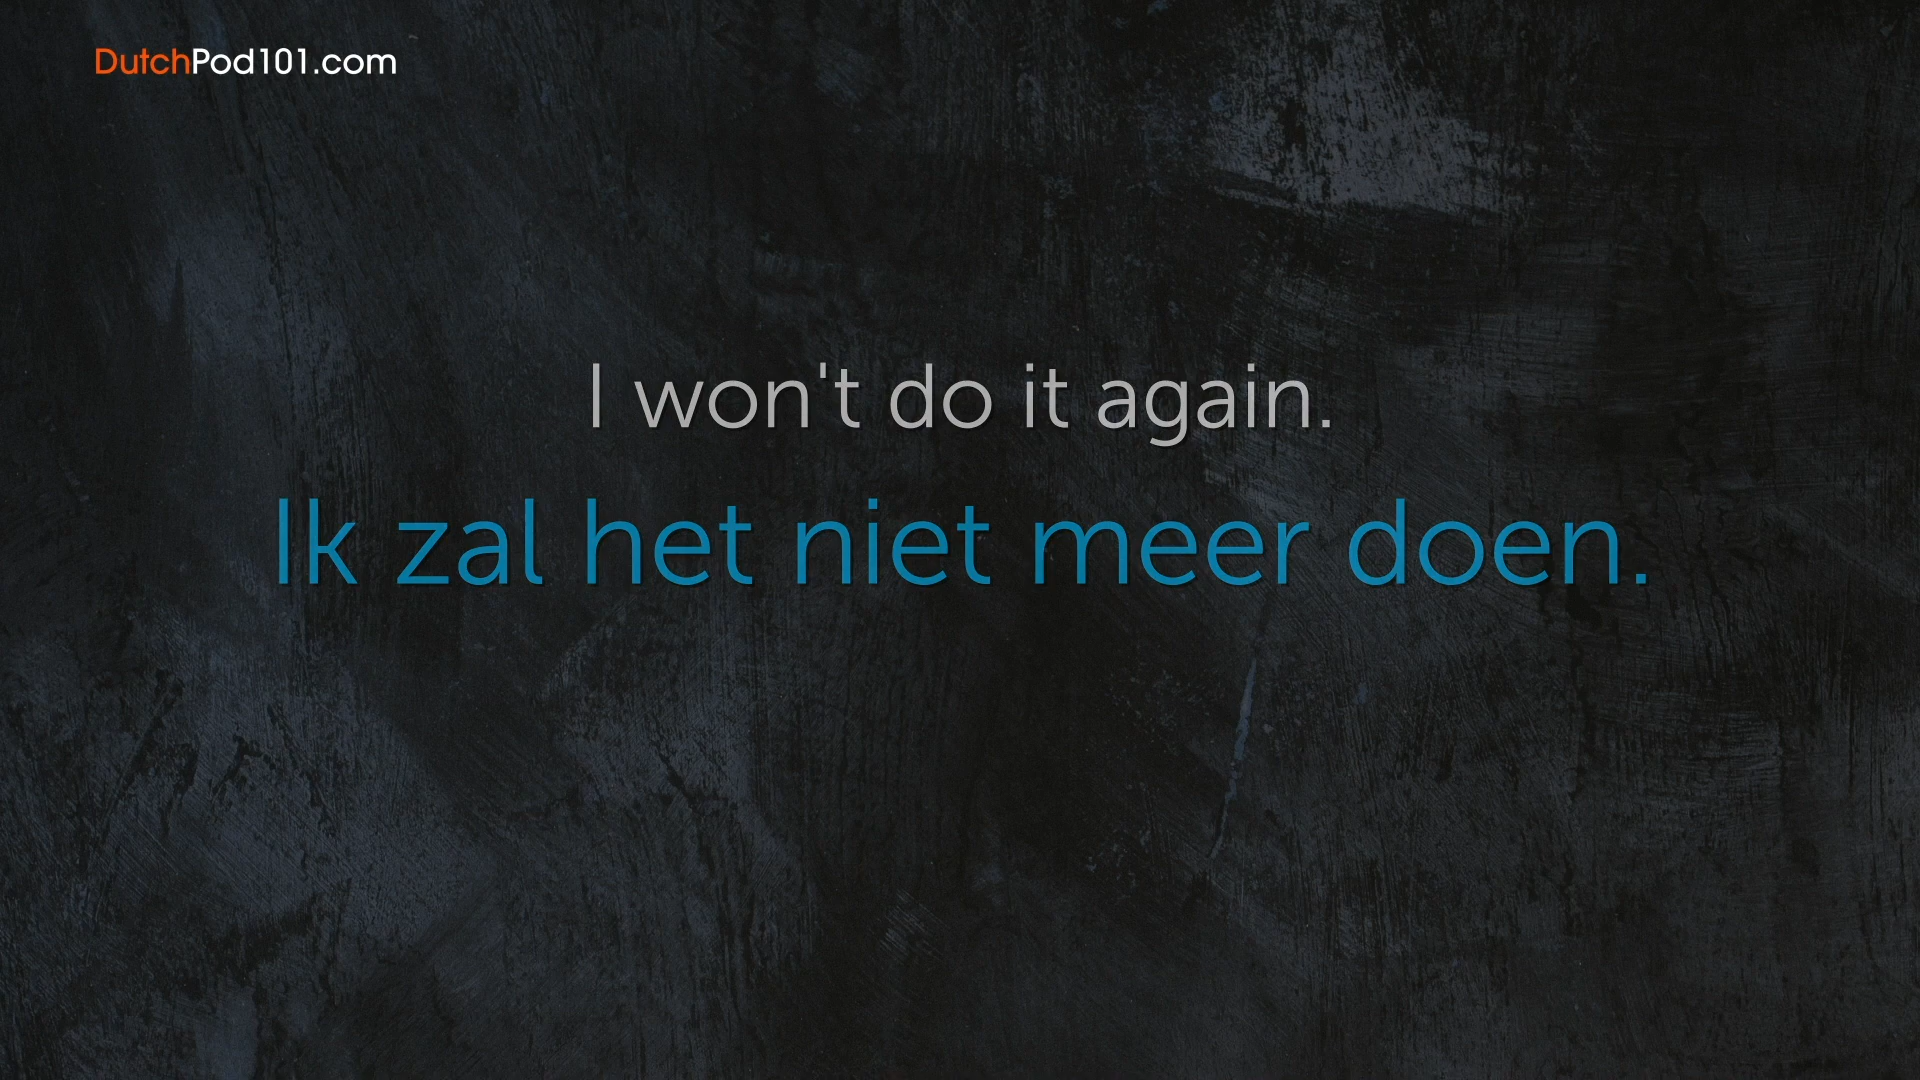 DutchPod101.com
I won't do it again.
Ik zal het niet meer doen.